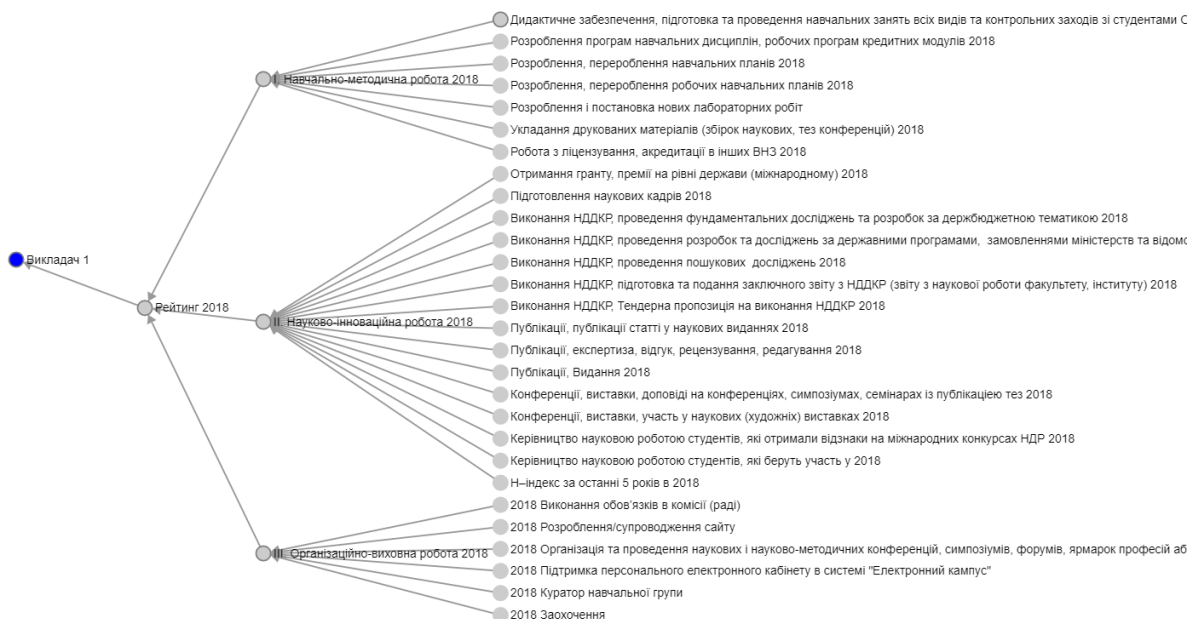 Дидактичне забезпечення, підготовка та проведення навчальних занять всіх видів та контрольних заходів зі студентами
Розроблення програм навчальних дисциплін, робочих програм кредитних модулів 2018
I. Навчально-методична робота 2018
Розроблення, перероблення навчальних планів 2018
Розроблення, перероблення робочих навчальних планів 2018
Розроблення і постановка нових лабораторних робіт
Укладання друкованих матеріалів (збірок наукових, тез конференцій) 2018
Робота з ліцензування, акредитації в інших ВНЗ 2018
Отримання гранту, премії на рівні держави (міжнародному) 2018
Підготовлення наукових кадрів 2018
Виконання НДДКР, проведення фундаментальних досліджень та розробок за держбюджетною тематикою 2018
Виконання НДДКР, проведення розробок та досліджень за державними програмами, замовленнями міністерств та
Викладач 1
Виконання НДДКР, проведення пошукових досліджень 2018
Виконання НДДКР, підготовка та подання заключного звіту з НДДКР (звіту з наукової роботи факультету, інституту) 2018
Рейтинг 2018
Виконання НДДКР, Тендерна пропозиція на виконання НДДКР 2018
II. Науково-інноваційна робота 2018
Публікації, публікації статті у наукових виданнях 2018
Публікації, експертиза, відгук, рецензування, редагування 2018
Публікації, Видання 2018
Конференції, виставки, доповіді на конференціях, симпозіумах, семінарах із публікацією тез 2018
Конференції, виставки, участь у наукових (художніх) виставках 2018
Керівництво науковою роботою студентів, які отримали відзнаки на міжнародних конкурсах НДР 2018
Керівництво науковою роботою студентів, які беруть участь у 2018
Н–індекс за останні 5 років в 2018
2018 Виконання обов'язків в комісії (раді)
2018 Розроблення/супроводження сайту
III. Організаційно-виховна робота 2018
2018 Організація та проведення наукових і науково-методичних конференцій, симпозіумів, форумів, ярмарок професій
2018 Підтримка персонального електронного кабінету в системі "Електронний кампус"
2018 Куратор навчальної групи
2018 Заохочення